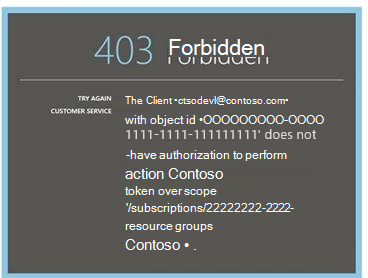 403 Forbidden
TRY AGAIN
CUSTOMER SERVICE
The Client •ctsodevl@contoso.com•
with object id •OOOOOOOOO-OOOO
1111-1111-111111111' does not
-have authorization to perform
action Contoso
token over scope
'/subscriptions/22222222-2222-
resource groups
Contoso • .